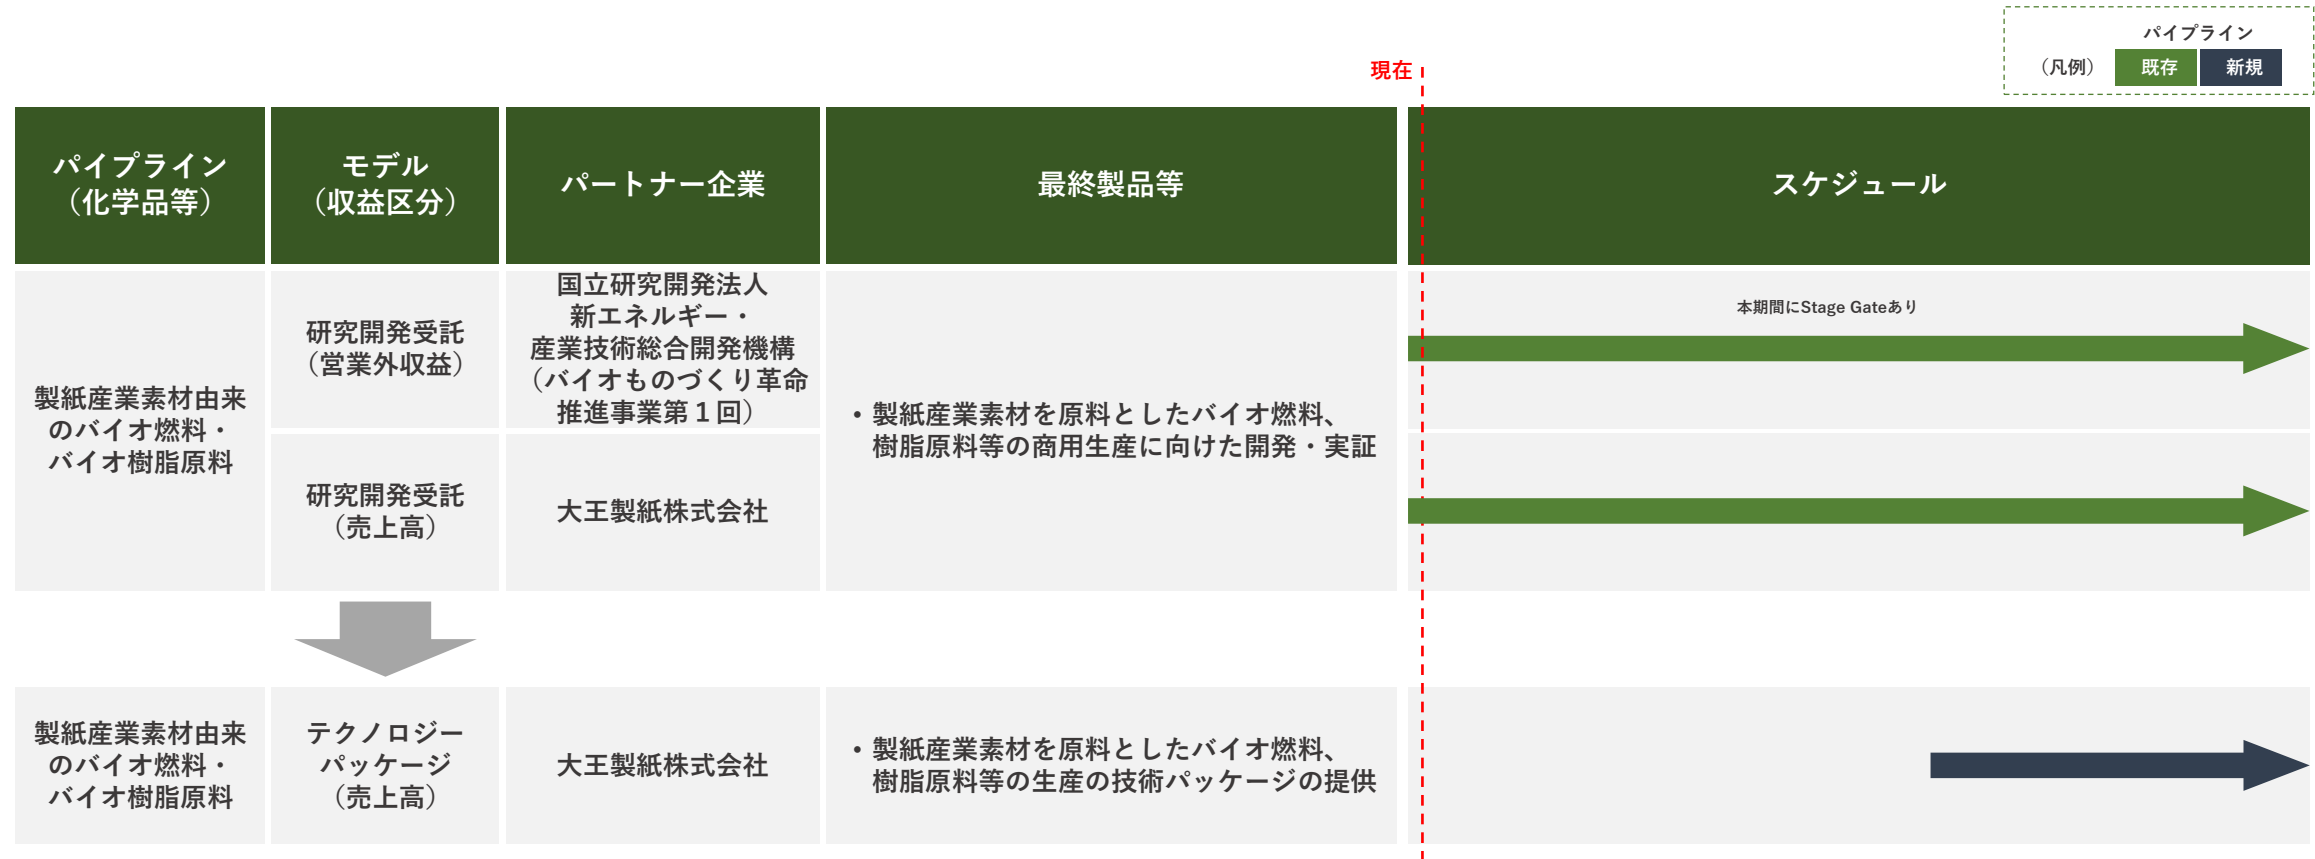 パイプライン
（凡例）
既存
新規
現在
パイプライン
（化学品等）
モデル
（収益区分）
パートナー企業
最終製品等
スケジュール
製紙産業素材由来
のバイオ燃料・
バイオ樹脂原料
研究開発受託
（営業外収益）
国立研究開発法人
新エネルギー・
産業技術総合開発機構
（バイオものづくり革命
推進事業第１回）
・製紙産業素材を原料としたバイオ燃料、
樹脂原料等の商用生産に向けた開発・実証
本期間にStage Gateあり
研究開発受託
（売上高）
大王製紙株式会社
製紙産業素材由来
のバイオ燃料・
バイオ樹脂原料
テクノロジー
パッケージ
（売上高）
大王製紙株式会社
・製紙産業素材を原料としたバイオ燃料、
樹脂原料等の生産の技術パッケージの提供